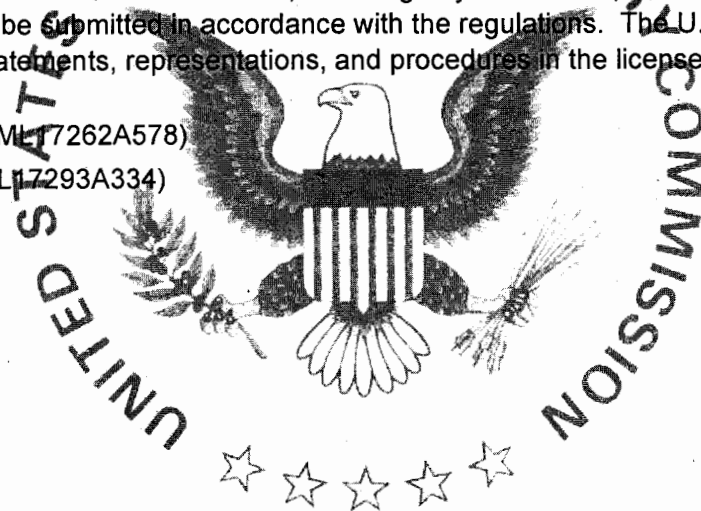 be submitted in accordance with the regulations. The U.
atements, representations, and procedures in the license
ML17262A578)
L17293A334)
UNITED STATES
COMMISSION